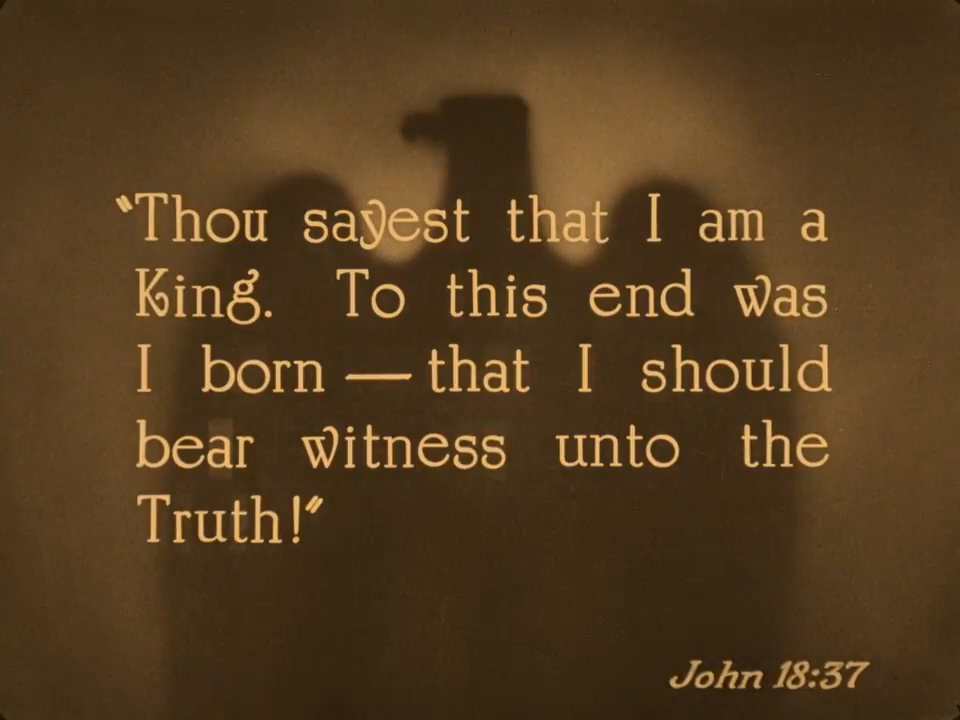 "Thou sayest that I am a
King. To this end was
I born — that I should
bear witness unto the
Truth!"
John 18:37